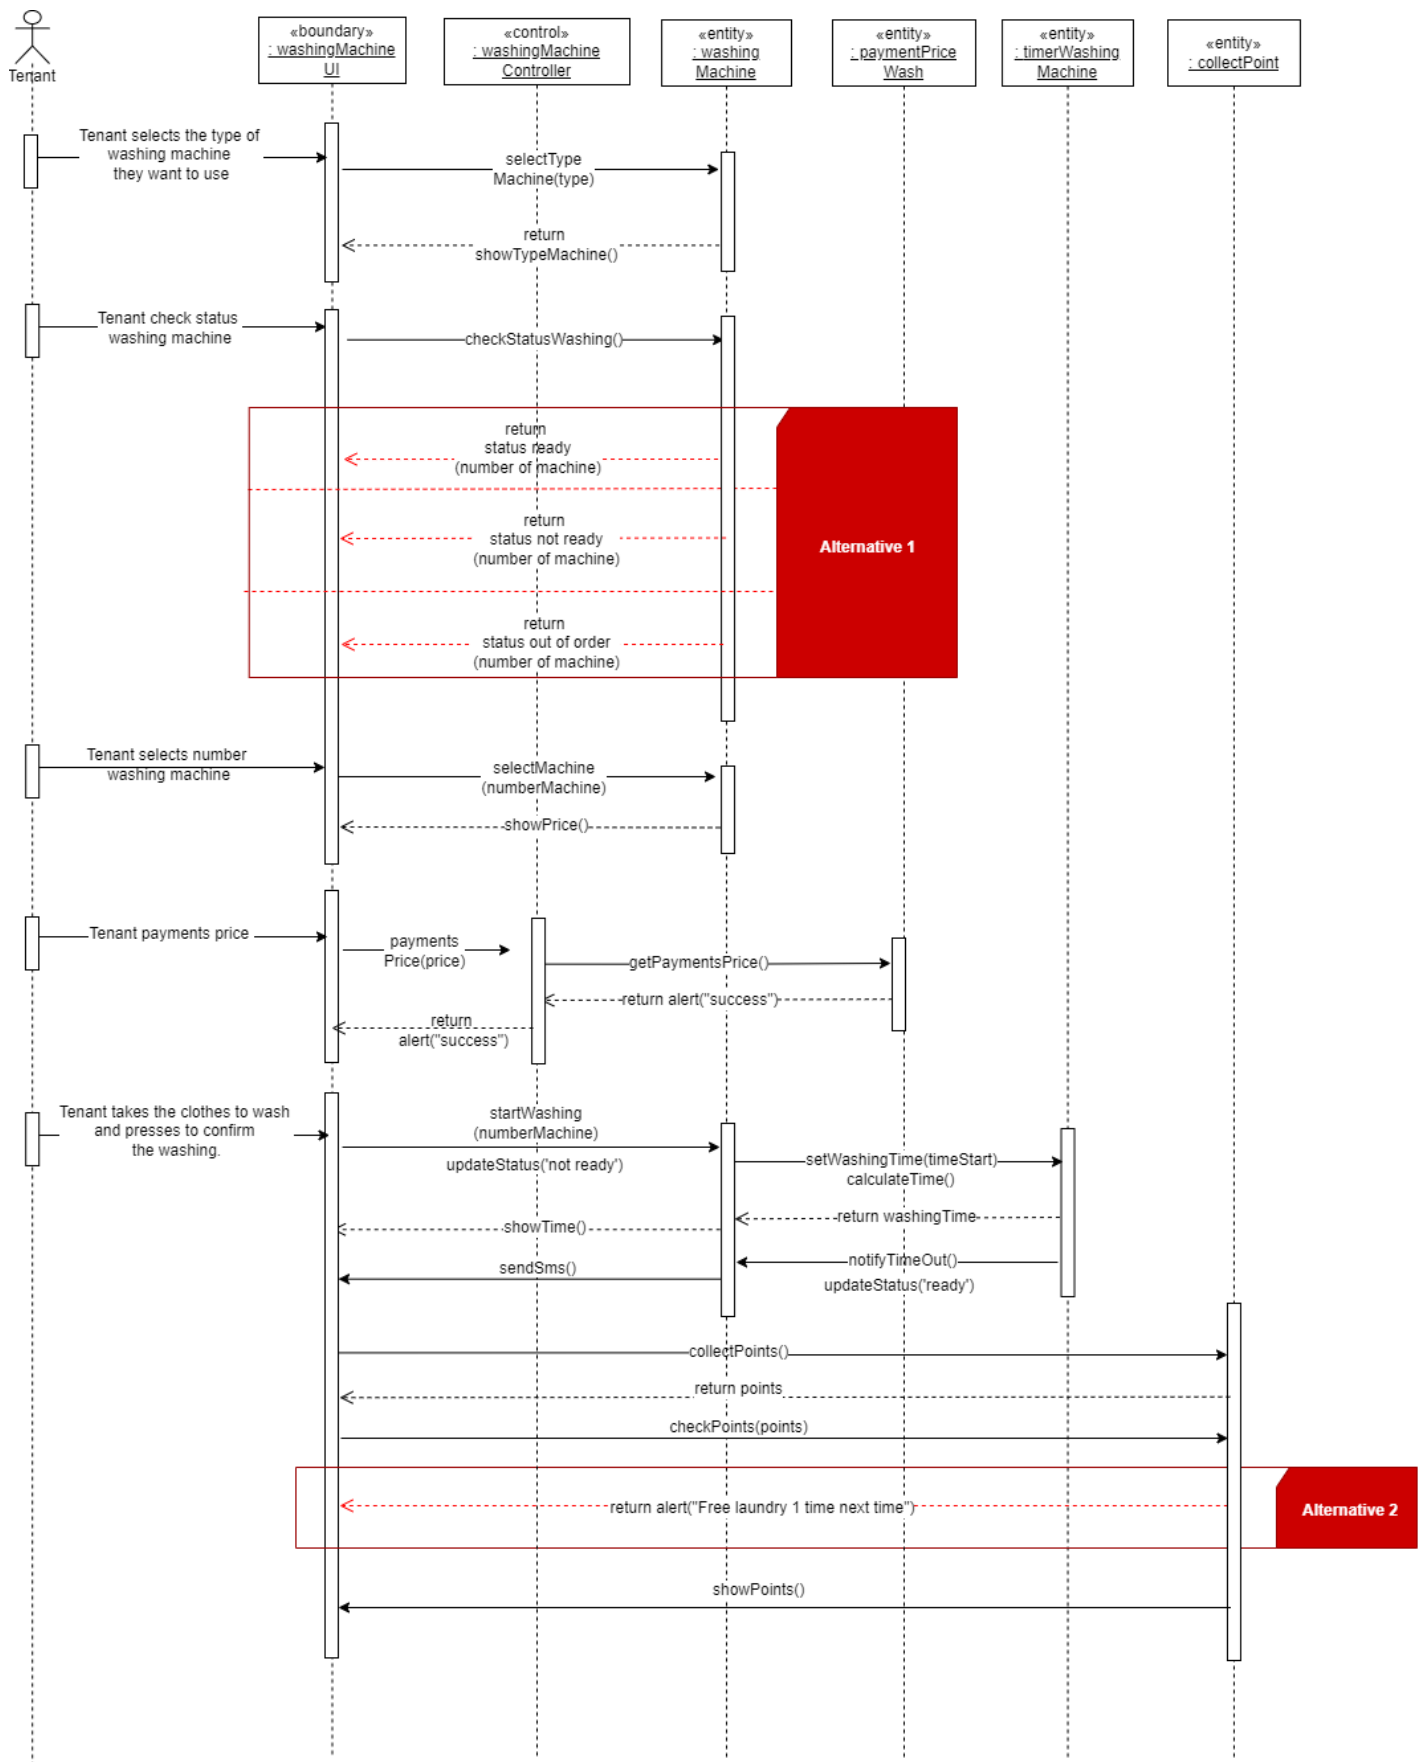 Tenant
«boundary»
: washingMachine
UI
«control»
: washingMachine
Controller
«entity»
: washing
Machine
«entity»
: paymentPrice
Wash
«entity»
: timerWashing
Machine
«entity»
: collectPoint
Tenant selects the type of
washing machine
they want to use
selectType
Machine(type)
return
showTypeMachine()
Tenant check status
washing machine
checkStatusWashing()
return
status ready
(number of machine)
return
status not ready
(number of machine)
Alternative 1
return
status out of order
(number of machine)
Tenant selects number
washing machine
selectMachine
(numberMachine)
showPrice()
Tenant payments price
payments
Price(price)
getPaymentsPrice()
return alert("success")
return
alert("success")
Tenant takes the clothes to wash
and presses to confirm
the washing.
startWashing
(numberMachine)
updateStatus('not ready')
setWashingTime(timeStart)
calculateTime()
return washingTime
showTime()
notifyTimeOut()
updateStatus('ready')
sendSms()
collectPoints()
return points
checkPoints(points)
return alert("Free laundry 1 time next time")
Alternative 2
showPoints()